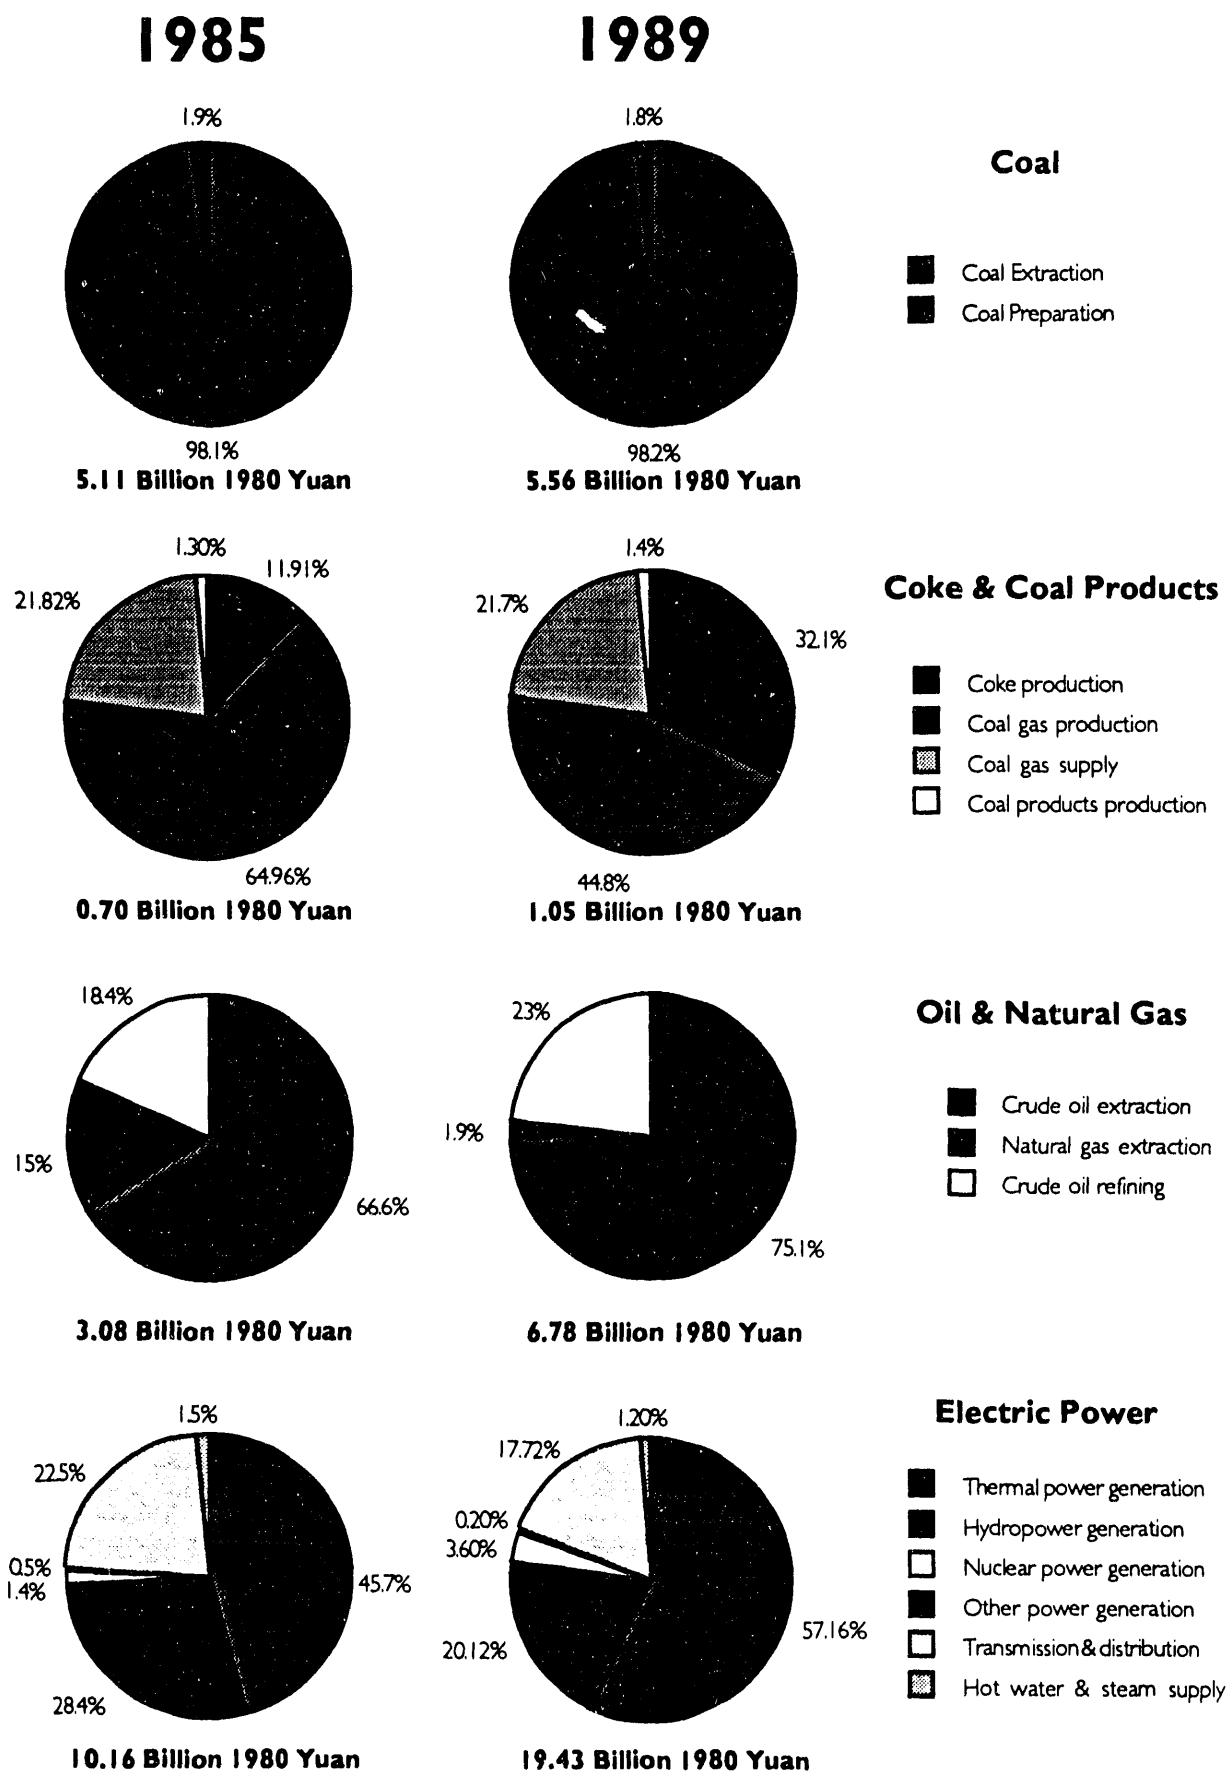 1985
1989
1.9%
98.1%
5.11 Billion 1980 Yuan
1.8%
98.2%
5.56 Billion 1980 Yuan
Coal
Coal Extraction
Coal Preparation
1.30%
11.91%
21.82%
64.96%
0.70 Billion 1980 Yuan
1.4%
21.7%
32.1%
44.8%
1.05 Billion 1980 Yuan
Coke & Coal Products
Coke production
Coal gas production
Coal gas supply
Coal products production
18.4%
15%
66.6%
3.08 Billion 1980 Yuan
23%
1.9%
75.1%
6.78 Billion 1980 Yuan
Oil & Natural Gas
Crude oil extraction
Natural gas extraction
Crude oil refining
1.5%
22.5%
0.5%
1.4%
45.7%
28.4%
10.16 Billion 1980 Yuan
1.20%
17.72%
0.20%
3.60%
57.16%
20.12%
19.43 Billion 1980 Yuan
Electric Power
Thermal power generation
Hydropower generation
Nuclear power generation
Other power generation
Transmission & distribution
Hot water & steam supply